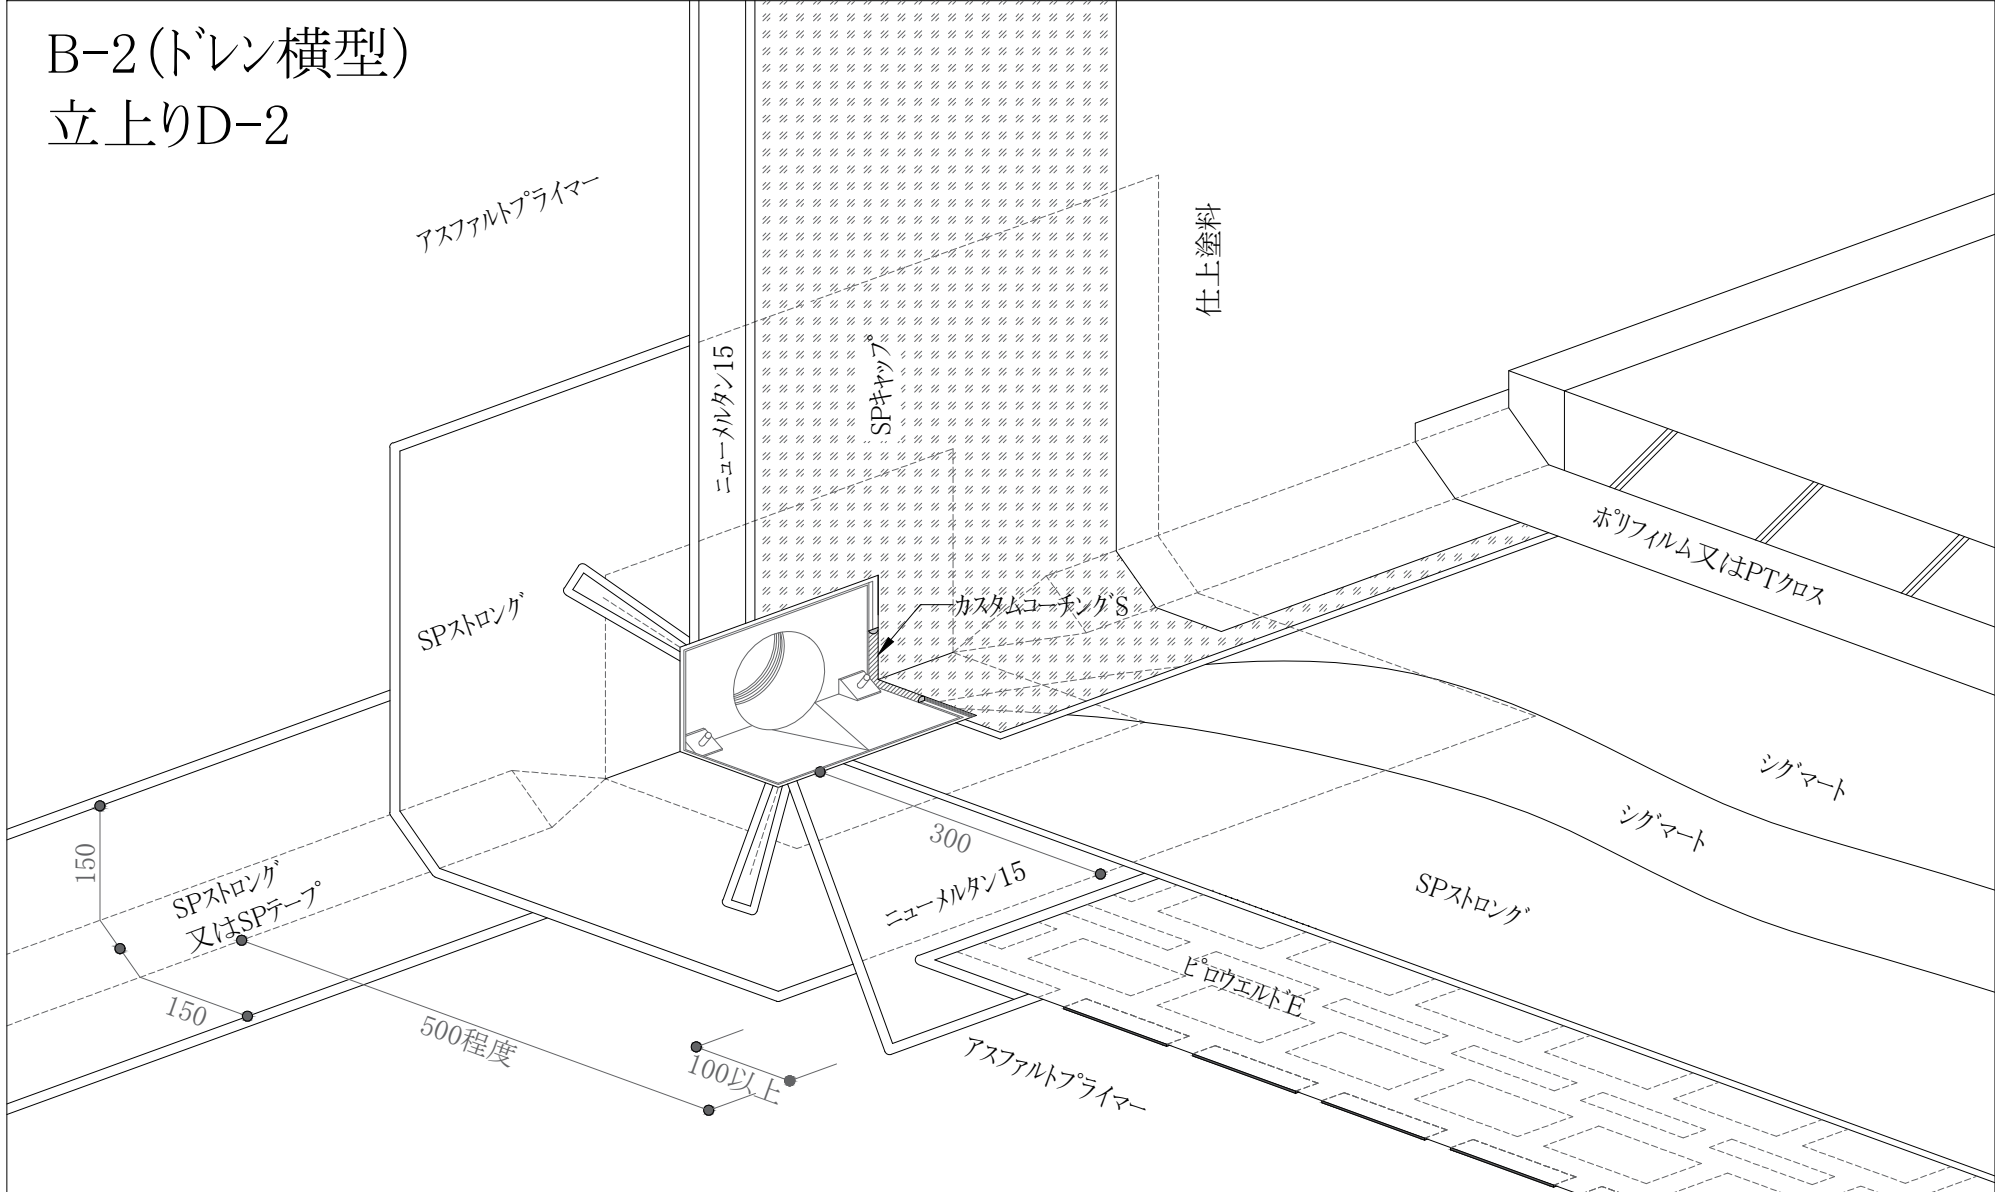 B-2(ドレン横型)
立上りD-2
アスファルトプライマー
仕上塗料
ニューメルタン15
SPキャップ
SPストロング
カスタムコーチングS
ポリフィルム又はPTクロス
シグマート
シグマート
SPストロング
300
ニューメルタン15
150
SPストロング
又はSPテープ
150
500程度
100以上
ピロウエルドE
アスファルトプライマー